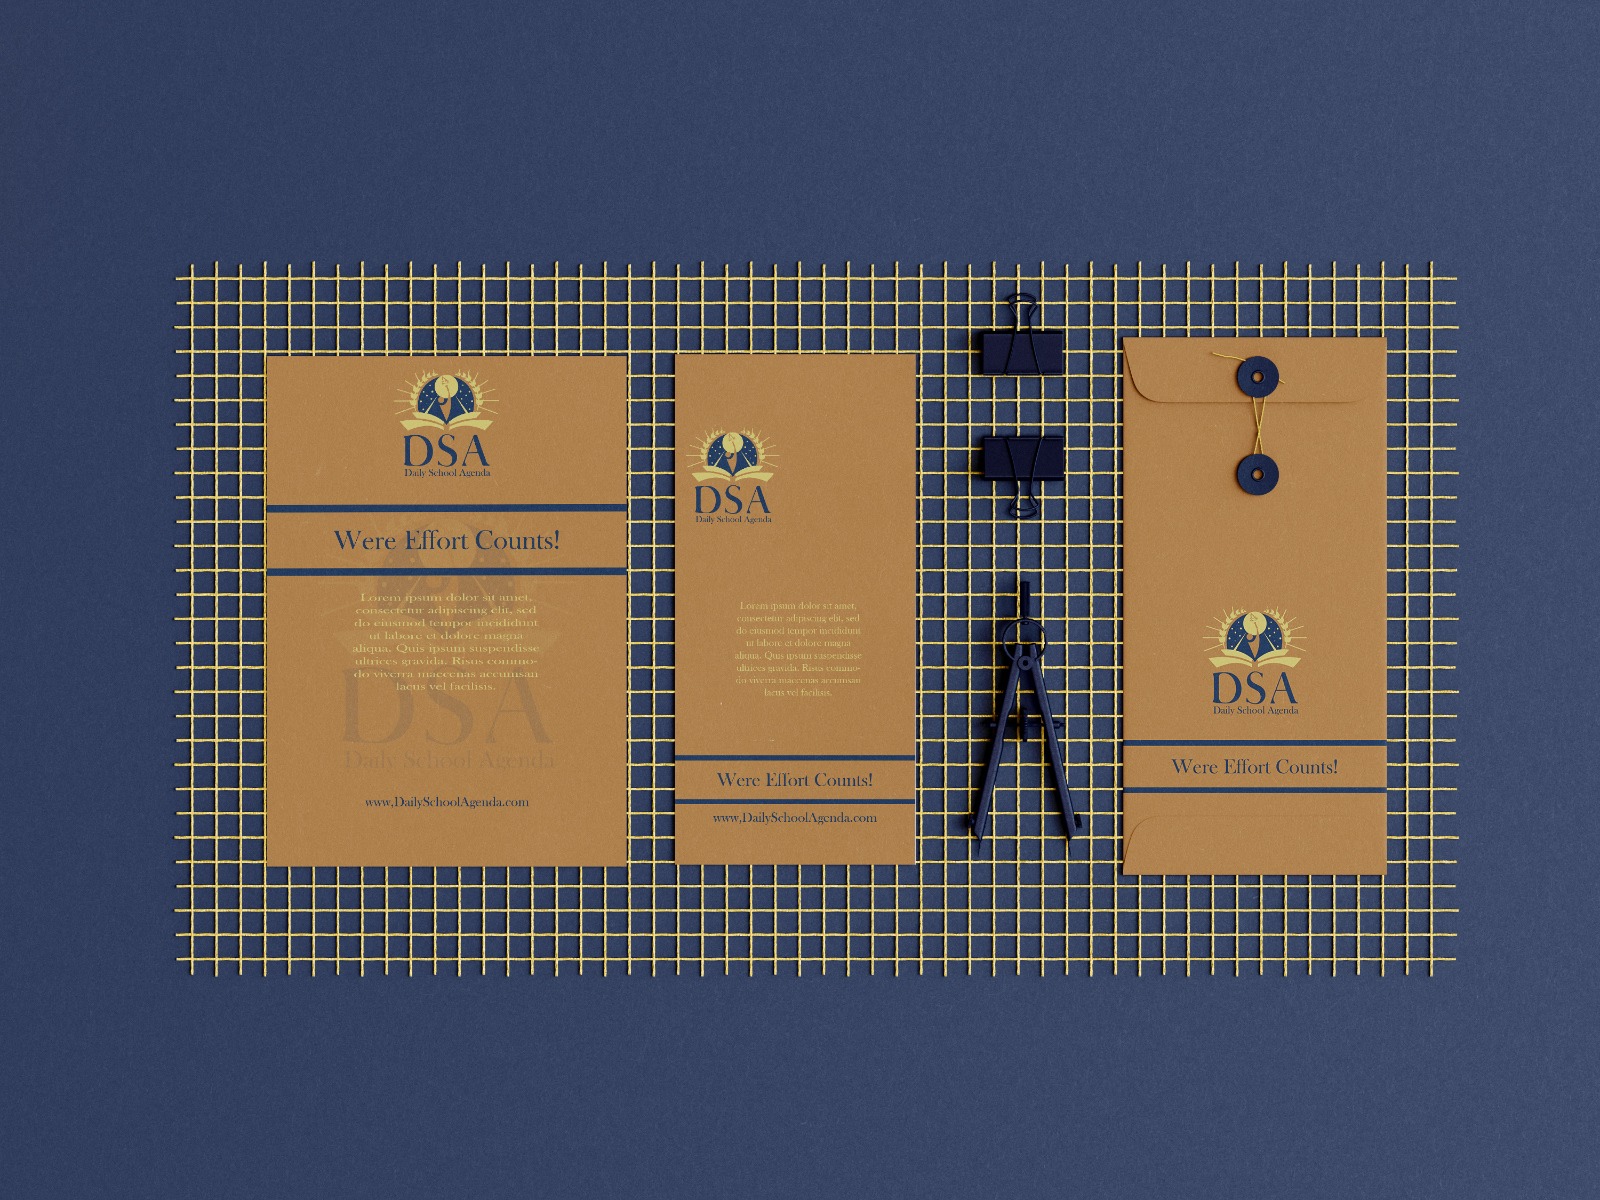 DSA
Daily School Agenda
Were Effort Counts!
Lorem ipsum dolor sit amet,
consectetur adipiscing elit, sed
do eiusmod tempor incididunt
ut labore et dolore magna
aliqua. Quis ipsum suspendisse
ultrices gravida. Risus commo-
do viverra maecenas accumsan
lacus vel facilisis.
DSA
Daily School Agenda
www.DailySchoolAgenda.com
DSA
Daily School Agenda
Lorem ipsum dolor sit amet,
consectetur adipiscing elit, sed
do eiusmod tempor incididunt
ut labore et dolore magna
aliqua. Quis ipsum suspendisse
ultrices gravida. Risus commo-
do viverra maecenas accumsan
lacus vel facilisis.
Were Effort Counts!
www.DailySchoolAgenda.com
DSA
Daily School Agenda
Were Effort Counts!